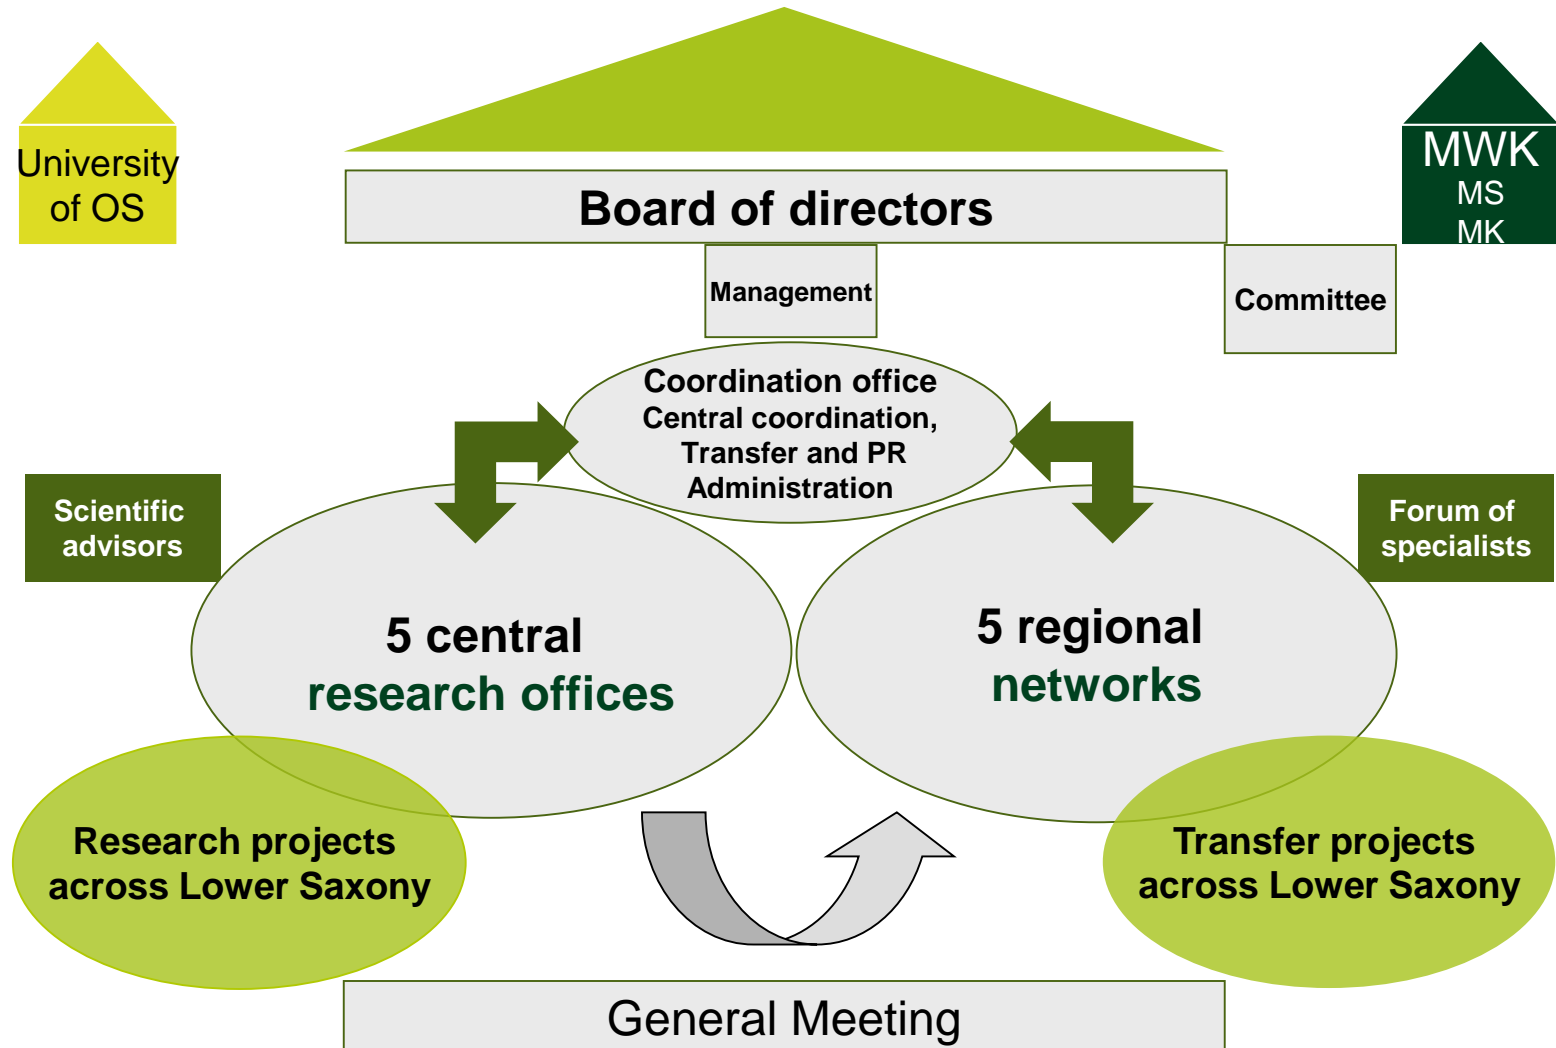 University
of OS
Board of directors
MWK
MS
MK
Management
Committee
Coordination office
Central coordination,
Transfer and PR
Administration
Scientific
advisors
Forum of
specialists
5 central
research offices
5 regional
networks
Research projects
across Lower Saxony
Transfer projects
across Lower Saxony
General Meeting